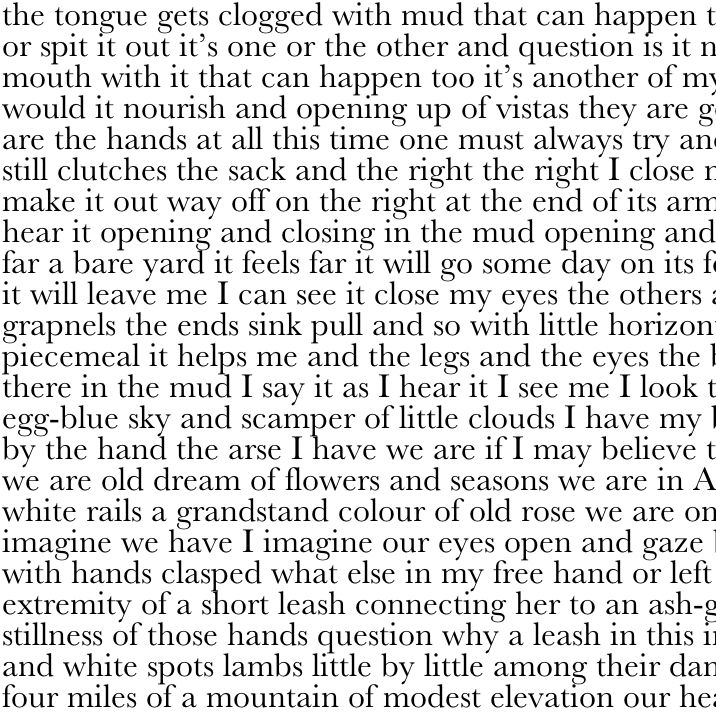 the tongue gets clogged with mud that can happen
or spit it out it’s one or the other and question is it
mouth with it that can happen too it’s another of my
would it nourish and opening up of vistas they are
are the hands at all this time one must always try
still clutches the sack and the right the right I close
make it out way off on the right at the end of its arm
hear it opening and closing in the mud opening and
far a bare yard it feels far it will go some day on its
it will leave me I can see it close my eyes the others
grapnels the ends sink pull and so with little
piecemeal it helps me and the legs and the eyes the
there in the mud I say it as I hear it I see me I look
egg-blue sky and scamper of little clouds I have my
by the hand the arse I have we are if I may believe
we are old dream of flowers and seasons we are in
white rails a grandstand colour of old rose we are on
imagine we have I imagine our eyes open and gaze
with hands clasped what else in my free hand or left
extremity of a short leash connecting her to an
stillness of those hands question why a leash in this
and white spots lambs little by little among their
four miles of a mountain of modest elevation our